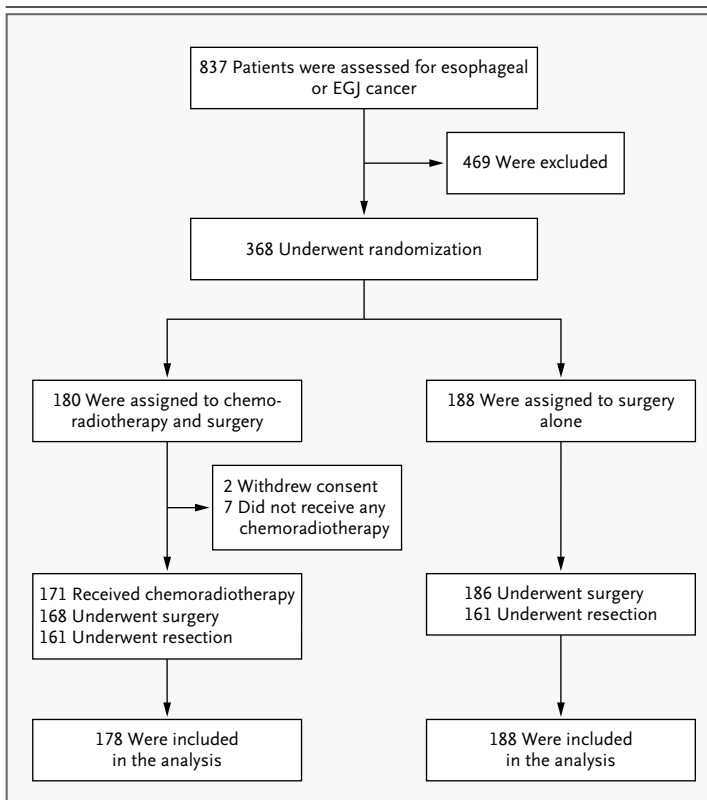 837 Patients were assessed for esophageal
or EGJ cancer
469 Were excluded
368 Underwent randomization
180 Were assigned to chemo-
radiotherapy and surgery
188 Were assigned to surgery
alone
2 Withdrew consent
7 Did not receive any
chemoradiotherapy
171 Received chemoradiotherapy
168 Underwent surgery
161 Underwent resection
186 Underwent surgery
161 Underwent resection
178 Were included
in the analysis
188 Were included
in the analysis